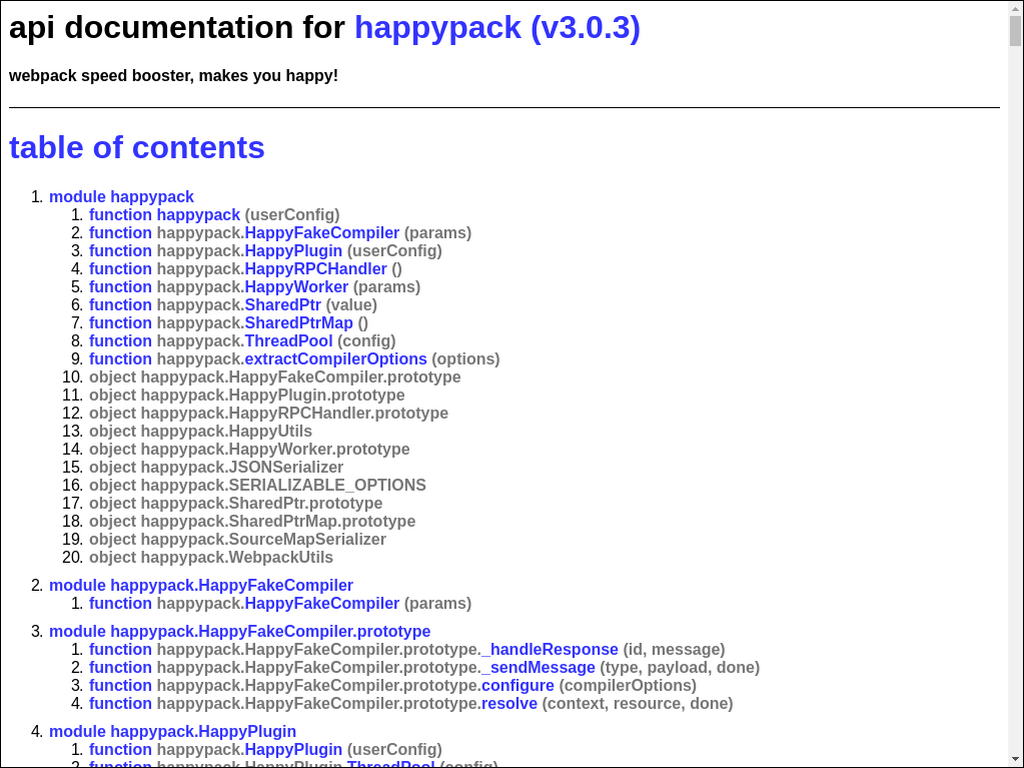 api documentation for happypack (v3.0.3)
webpack speed booster, makes you happy!
table of contents
1. module happypack
1. function happypack (userConfig)
2. function happypack.HappyFakeCompiler (params)
3. function happypack.HappyPlugin (userConfig)
4. function happypack.HappyRPCHandler ()
5. function happypack.HappyWorker (params)
6. function happypack.SharedPtr (value)
7. function happypack.SharedPtrMap ()
8. function happypack.ThreadPool (config)
9. function happypack.extractCompilerOptions (options)
10. object happypack.HappyFakeCompiler.prototype
11. object happypack.HappyPlugin.prototype
12. object happypack.HappyRPCHandler.prototype
13. object happypack.HappyUtils
14. object happypack.HappyWorker.prototype
15. object happypack.JSONSerializer
16. object happypack.SERIALIZABLE_OPTIONS
17. object happypack.SharedPtr.prototype
18. object happypack.SharedPtrMap.prototype
19. object happypack.SourceMapSerializer
20. object happypack.WebpackUtils
2. module happypack.HappyFakeCompiler
1. function happypack.HappyFakeCompiler (params)
3. module happypack.HappyFakeCompiler.prototype
1. function happypack.HappyFakeCompiler.prototype._handleResponse (id, message)
2. function happypack.HappyFakeCompiler.prototype._sendMessage (type, payload, done)
3. function happypack.HappyFakeCompiler.prototype.configure (compilerOptions)
4. function happypack.HappyFakeCompiler.prototype.resolve (context, resource, done)
4. module happypack.HappyPlugin
1. function happypack.HappyPlugin (userConfig)
2. function happypack.HappyPlugin.ThreadPool (config)